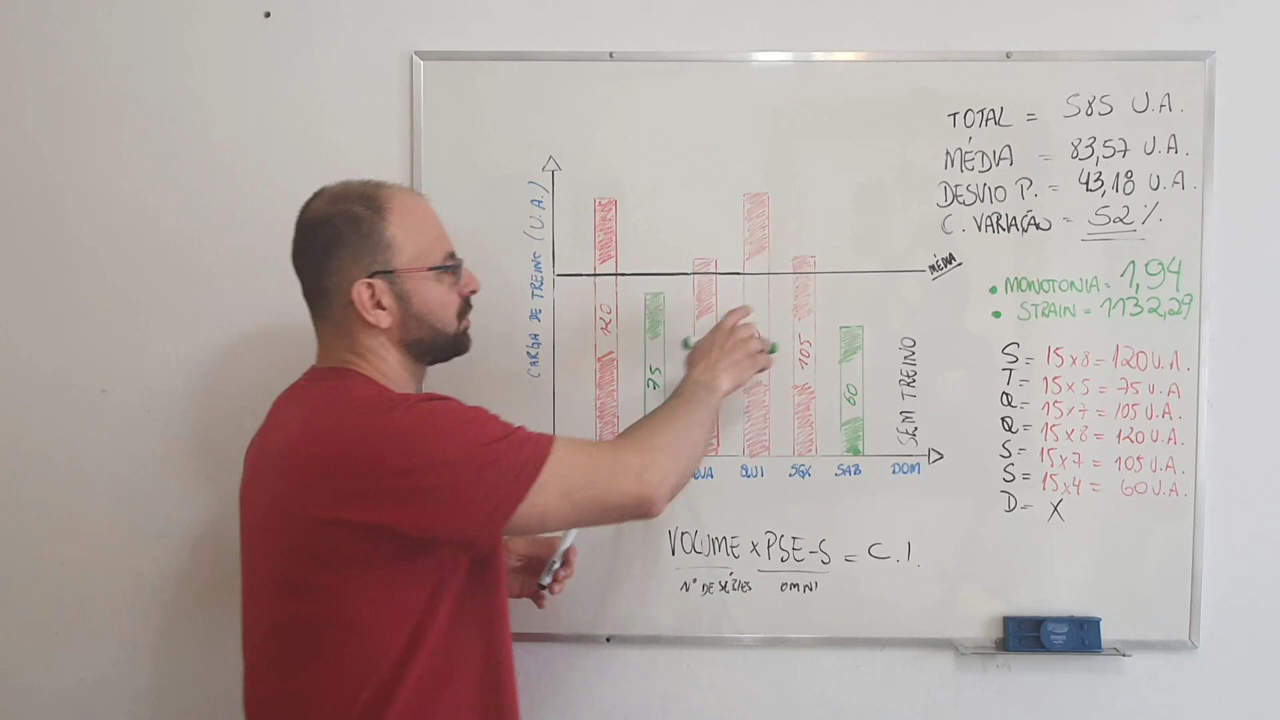 TOTAL = 585 U.A.
MÉDIA = 83,57 U.A.
DESVIO P. = 43,18 U.A.
C. VARIAÇÃO = 52%
• MONOTONIA = 1,94
• STRAIN = 1132,29
S = 15x8 = 120 U.A.
T = 15x5 = 75 U.A
Q = 15x7 = 105 U.A.
Q = 15x8 = 120 U.A.
S = 15x7 = 105 U.A.
S = 15x4 = 60 U.A.
D = X
CARGA DE TREINO (U.A.)
MÉDIA
120
75
105
60
SEM TREINO
QUI SEX SAB DOM
VOLUME x PSE-S = C.I.
Nº DE SÉRIES OMNI